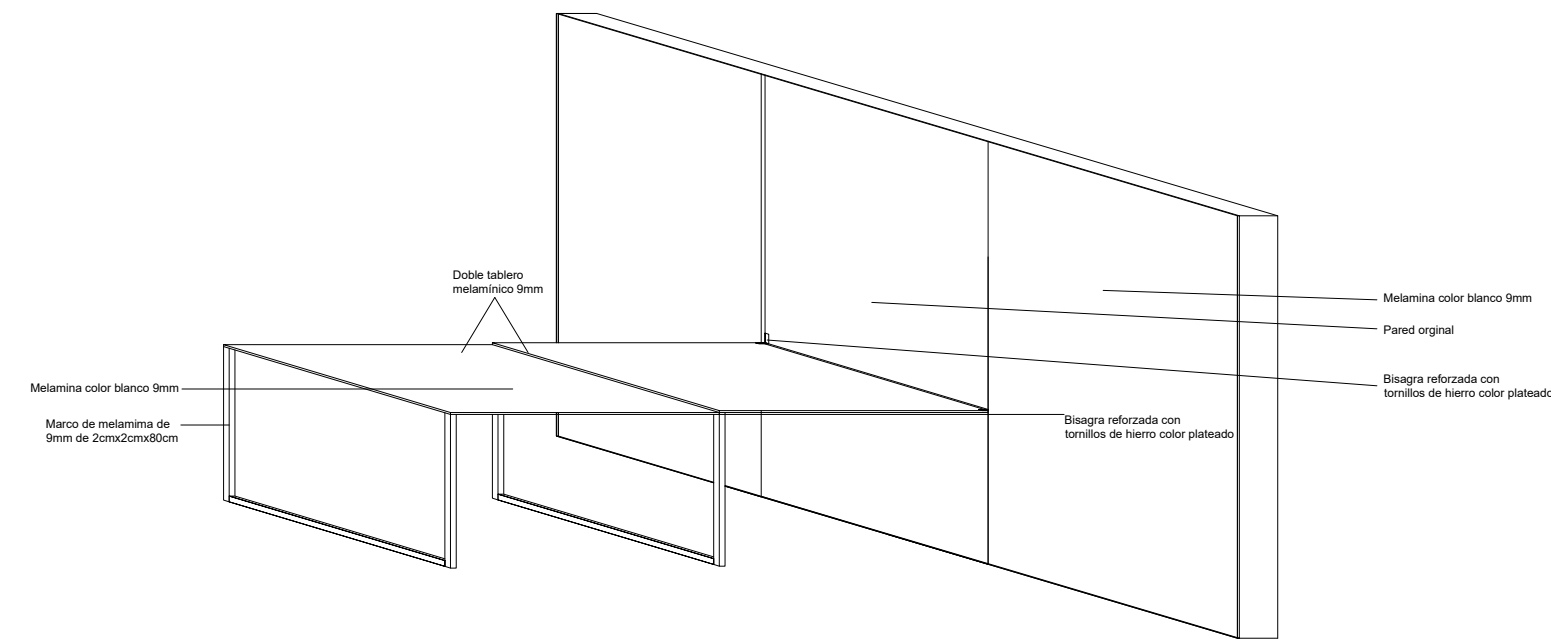 Doble tablero
melamínico 9mm
Melamina color blanco 9mm
Marco de melamima de
9mm de 2cmx2cmx80cm
Melamina color blanco 9mm
Pared orginal
Bisagra reforzada con
tornillos de hierro color plateado
Bisagra reforzada con
tornillos de hierro color plateado